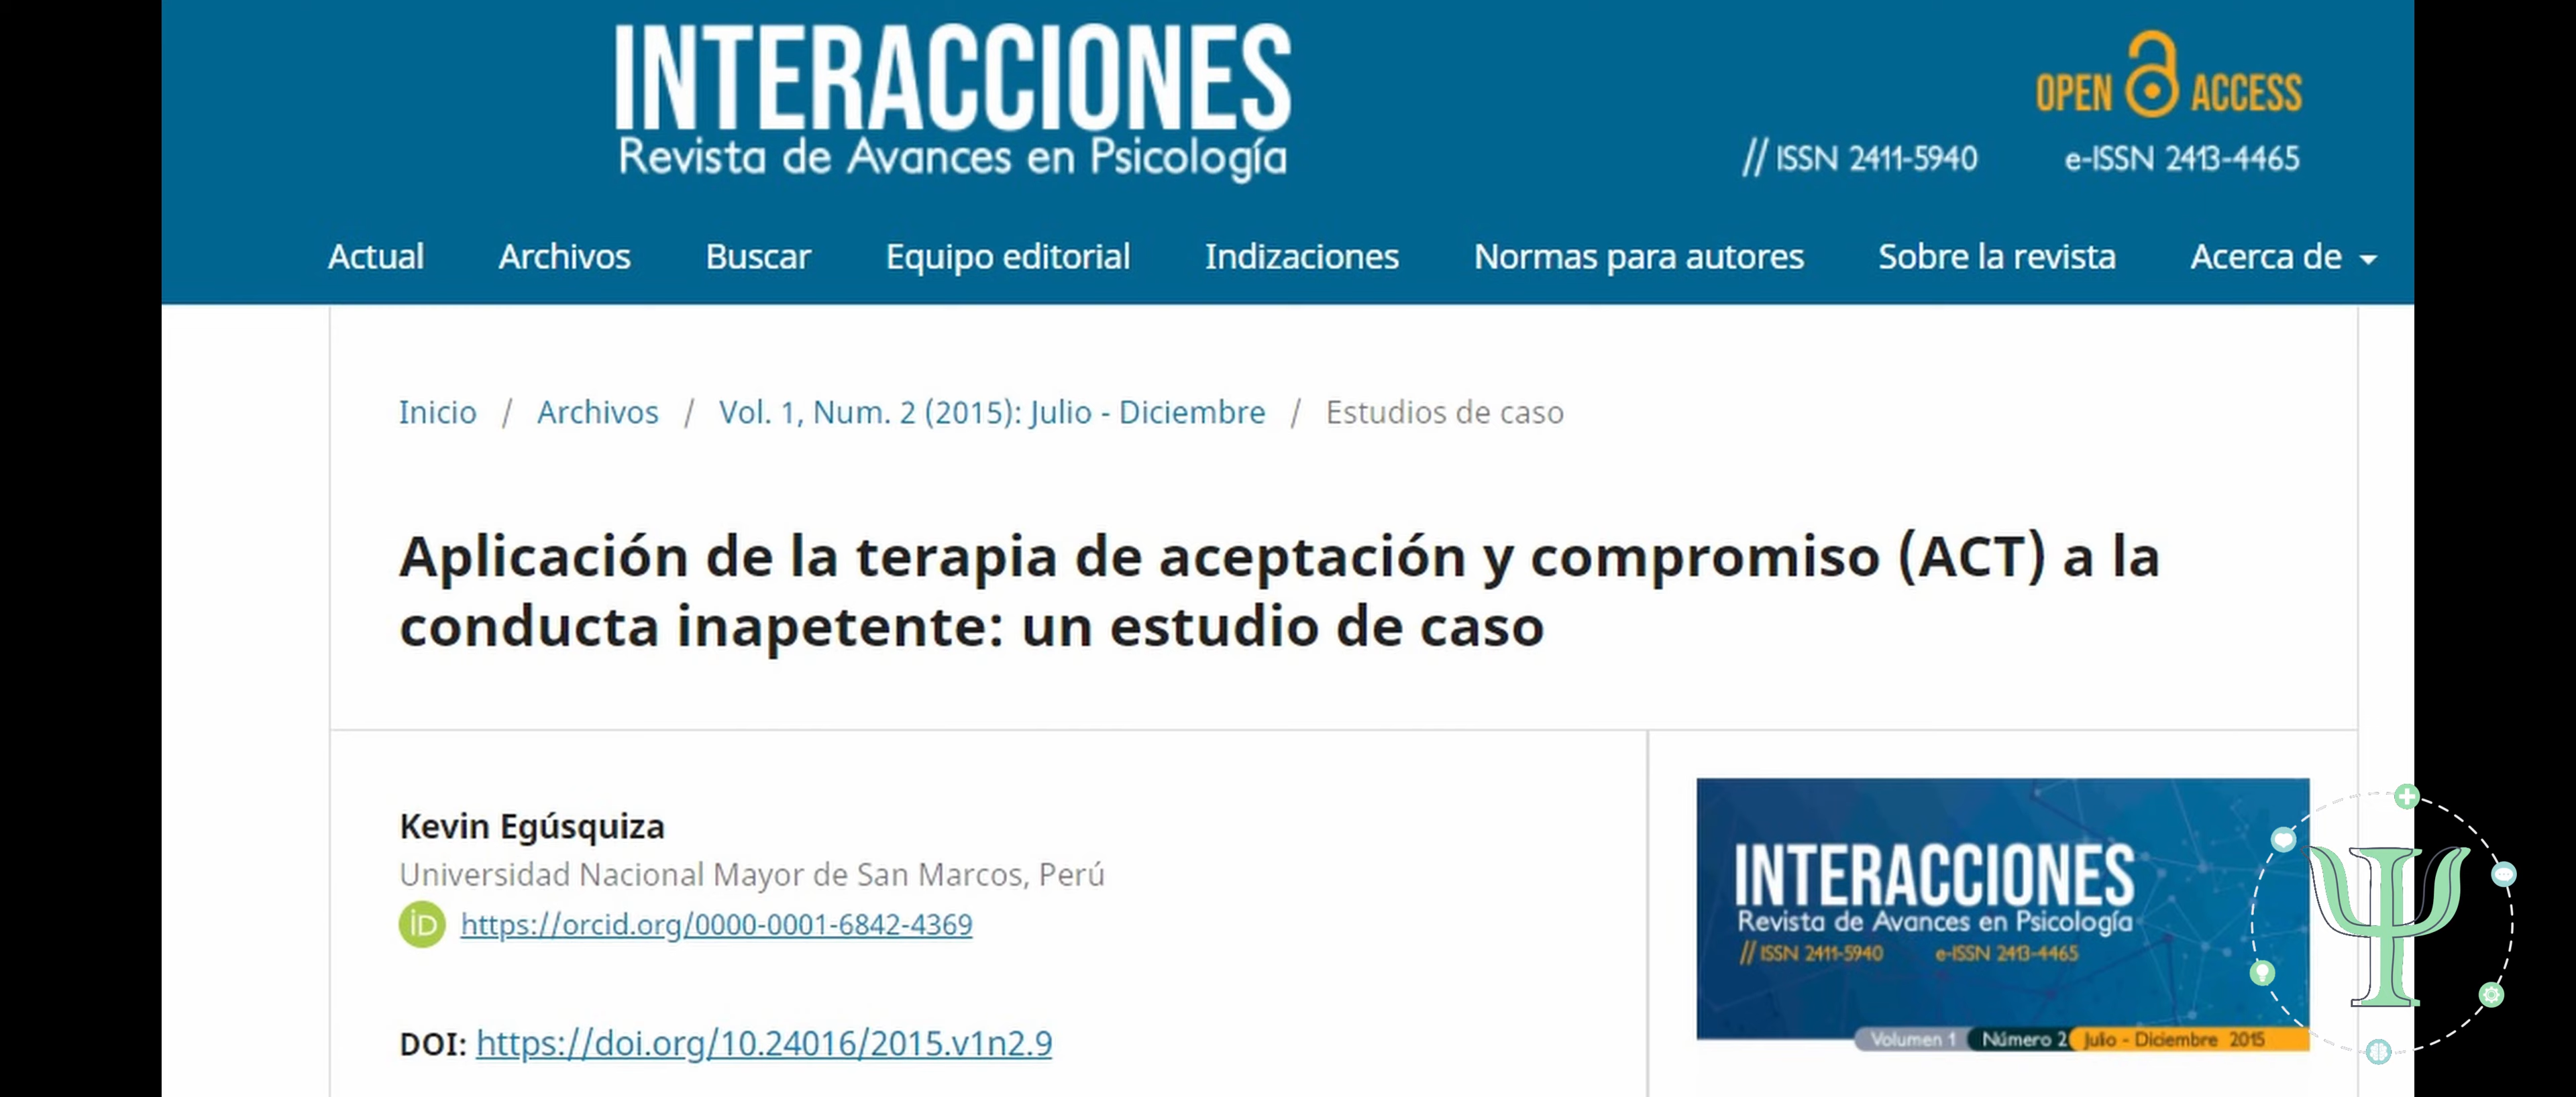 INTERACCIONES
Revista de Avances en Psicología
OPEN ACCESS
// ISSN 2411-5940 e-ISSN 2413-4465
Actual Archivos Buscar Equipo editorial Indizaciones Normas para autores Sobre la revista Acerca de
Inicio / Archivos / Vol. 1, Num. 2 (2015): Julio - Diciembre / Estudios de caso
Aplicación de la terapia de aceptación y compromiso (ACT) a la
conducta inapetente: un estudio de caso
Kevin Egúsquiza
Universidad Nacional Mayor de San Marcos, Perú
iD https://orcid.org/0000-0001-6842-4369
DOI: https://doi.org/10.24016/2015.v1n2.9
INTERACCIONES
Revista de Avances en Psicología
// ISSN 2411-5940 e-ISSN 2413-4465
Volumen 1 Número 2 Julio - Diciembre 2015
Ψ